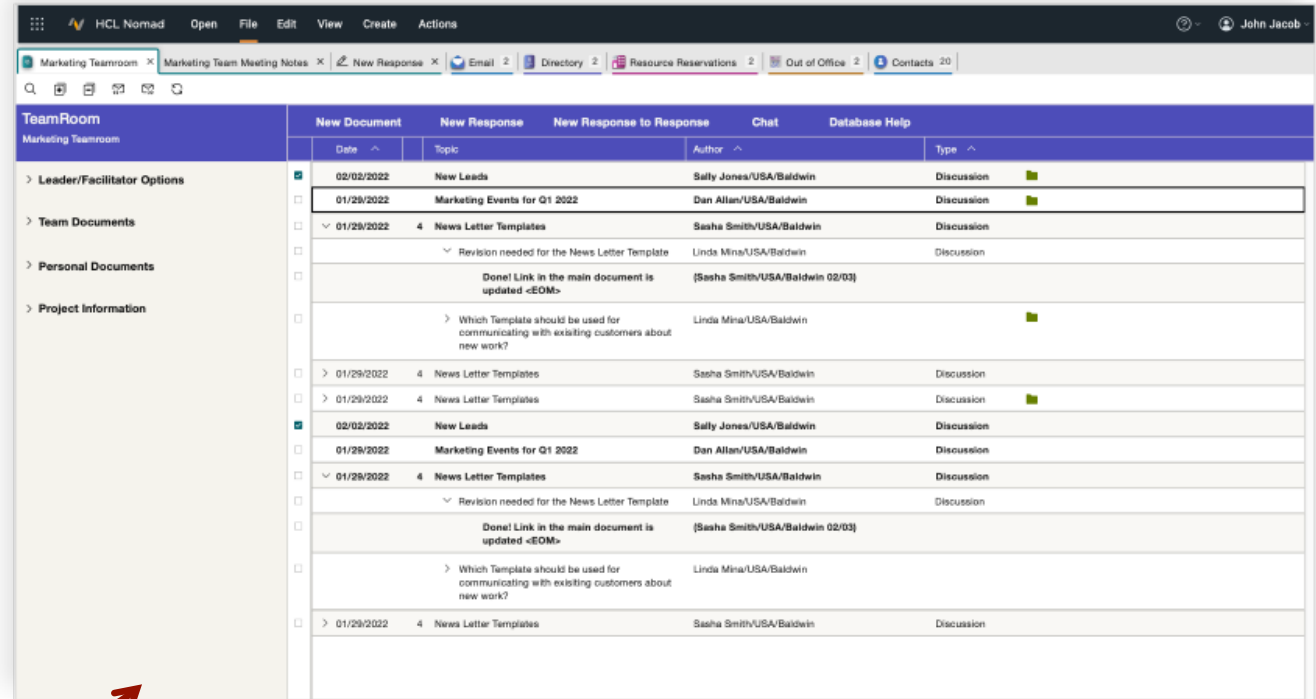 HCL Nomad Open File Edit View Create Actions John Jacob
Marketing Teamroom Marketing Team Meeting Notes New Response Email 2 Directory 2 Resource Reservations 2 Out of Office 2 Contacts 20
TeamRoom
Marketing Teamroom
New Document New Response New Response to Response Chat Database Help
Date Topic Author Type
Leader/Facilitator Options
Team Documents
Personal Documents
Project Information
02/02/2022 New Leads Sally Jones/USA/Baldwin Discussion
01/29/2022 Marketing Events for Q1 2022 Dan Allan/USA/Baldwin Discussion
01/29/2022 4 News Letter Templates Sasha Smith/USA/Baldwin Discussion
Revision needed for the News Letter Template Linda Mina/USA/Baldwin Discussion
Done! Link in the main document is (Sasha Smith/USA/Baldwin 02/03)
updated <EOM>
Which Template should be used for Linda Mina/USA/Baldwin
communicating with exisiting customers about
new work?
01/29/2022 4 News Letter Templates Sasha Smith/USA/Baldwin Discussion
01/29/2022 4 News Letter Templates Sasha Smith/USA/Baldwin Discussion
02/02/2022 New Leads Sally Jones/USA/Baldwin Discussion
01/29/2022 Marketing Events for Q1 2022 Dan Allan/USA/Baldwin Discussion
01/29/2022 4 News Letter Templates Sasha Smith/USA/Baldwin Discussion
Revision needed for the News Letter Template Linda Mina/USA/Baldwin Discussion
Done! Link in the main document is (Sasha Smith/USA/Baldwin 02/03)
updated <EOM>
Which Template should be used for Linda Mina/USA/Baldwin
communicating with exisiting customers about
new work?
01/29/2022 4 News Letter Templates Sasha Smith/USA/Baldwin Discussion